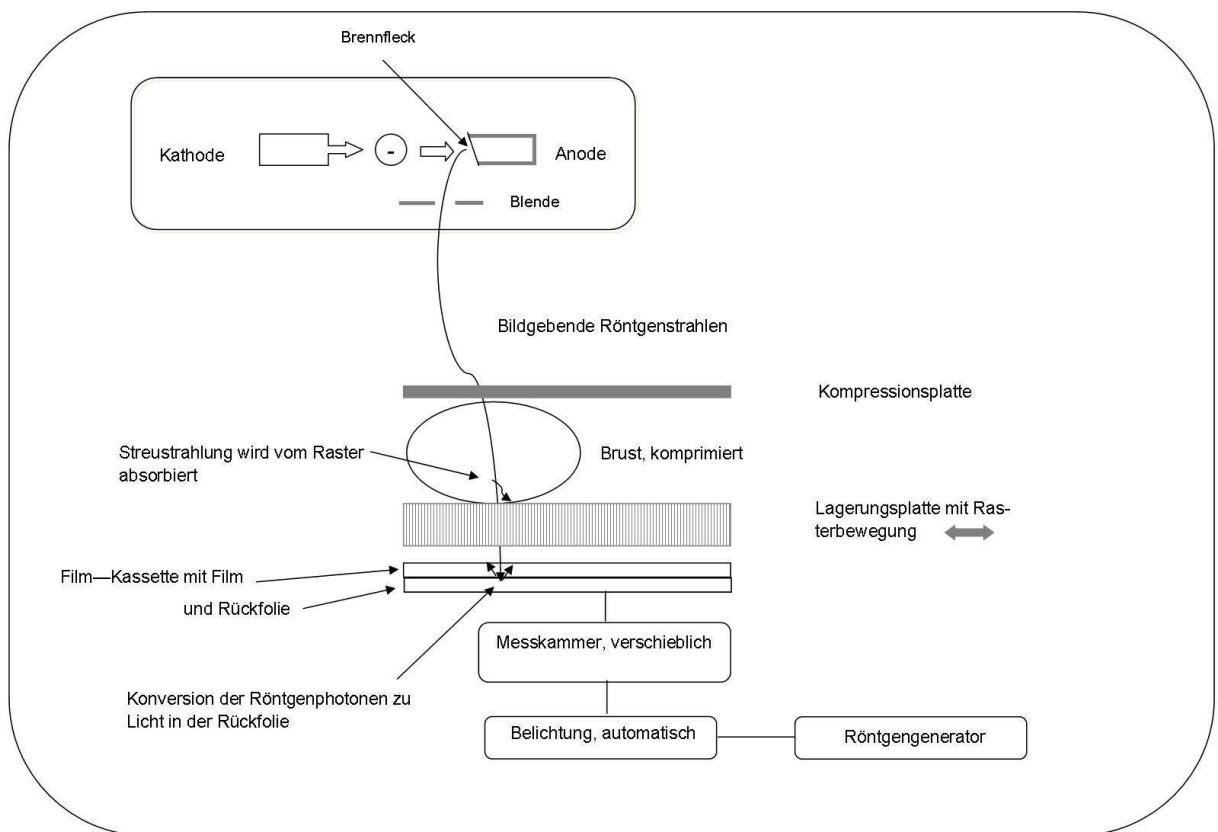 Brennfleck
Kathode
-
Anode
Blende
Bildgebende Röntgenstrahlen
Kompressionsplatte
Streustrahlung wird vom Raster
absorbiert
Brust, komprimiert
Lagerungsplatte mit Ras-
terbewegung
Film—Kassette mit Film
und Rückfolie
Messkammer, verschieblich
Konversion der Röntgenphotonen zu
Licht in der Rückfolie
Belichtung, automatisch
Röntgengenerator